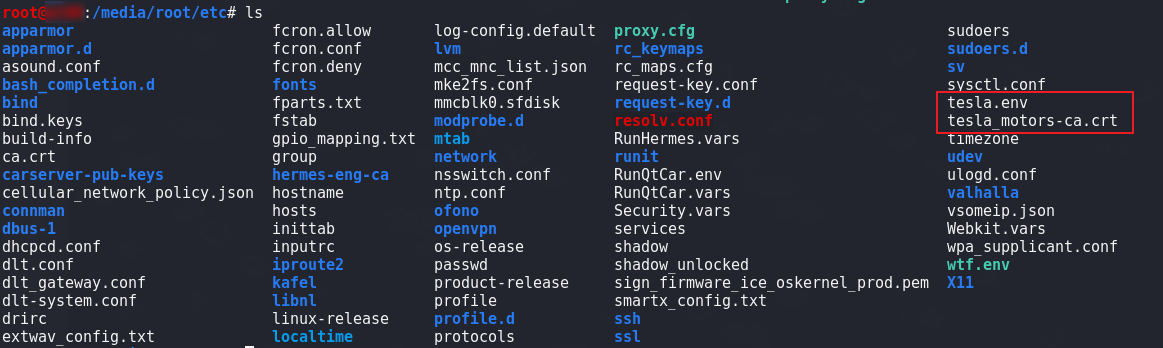 root@:/media/root/etc# ls
apparmor fcron.allow log-config.default proxy.cfg sudoers
apparmor.d fcron.conf lvm rc_keymaps sudoers.d
asound.conf fcron.deny mcc_mnc_list.json rc_maps.cfg sv
bash_completion.d fonts mke2fs.conf request-key.conf sysctl.conf
bind fparts.txt mmcblk0.sfdisk request-key.d tesla.env
bind.keys fstab modprobe.d resolv.conf tesla_motors-ca.crt
build-info gpio_mapping.txt mtab RunHermes.vars timezone
ca.crt group network runit udev
carserver-pub-keys hermes-eng-ca nsswitch.conf RunQtCar.env ulogd.conf
cellular_network_policy.json hostname ntp.conf RunQtCar.vars valhalla
connman hosts ofono Security.vars vsomeip.json
dbus-1 inittab openvpn services Webkit.vars
dhcpcd.conf inputrc os-release shadow wpa_supplicant.conf
dlt.conf iproute2 passwd shadow_unlocked wtf.env
dlt_gateway.conf kafel product-release sign_firmware_ice_oskernel_prod.pem X11
dlt-system.conf libnl profile smartx_config.txt
drirc linux-release profile.d ssh
extwav_config.txt localtime protocols ssl